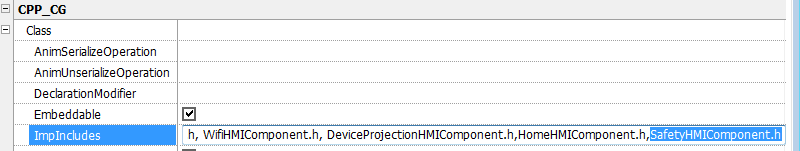 CPP_CG
Class
AnimSerializeOperation
AnimUnserializeOperation
DeclarationModifier
Embeddable
ImpIncludes h, WifiHMIComponent.h, DeviceProjectionHMIComponent.h,HomeHMIComponent.h,SafetyHMIComponent.h